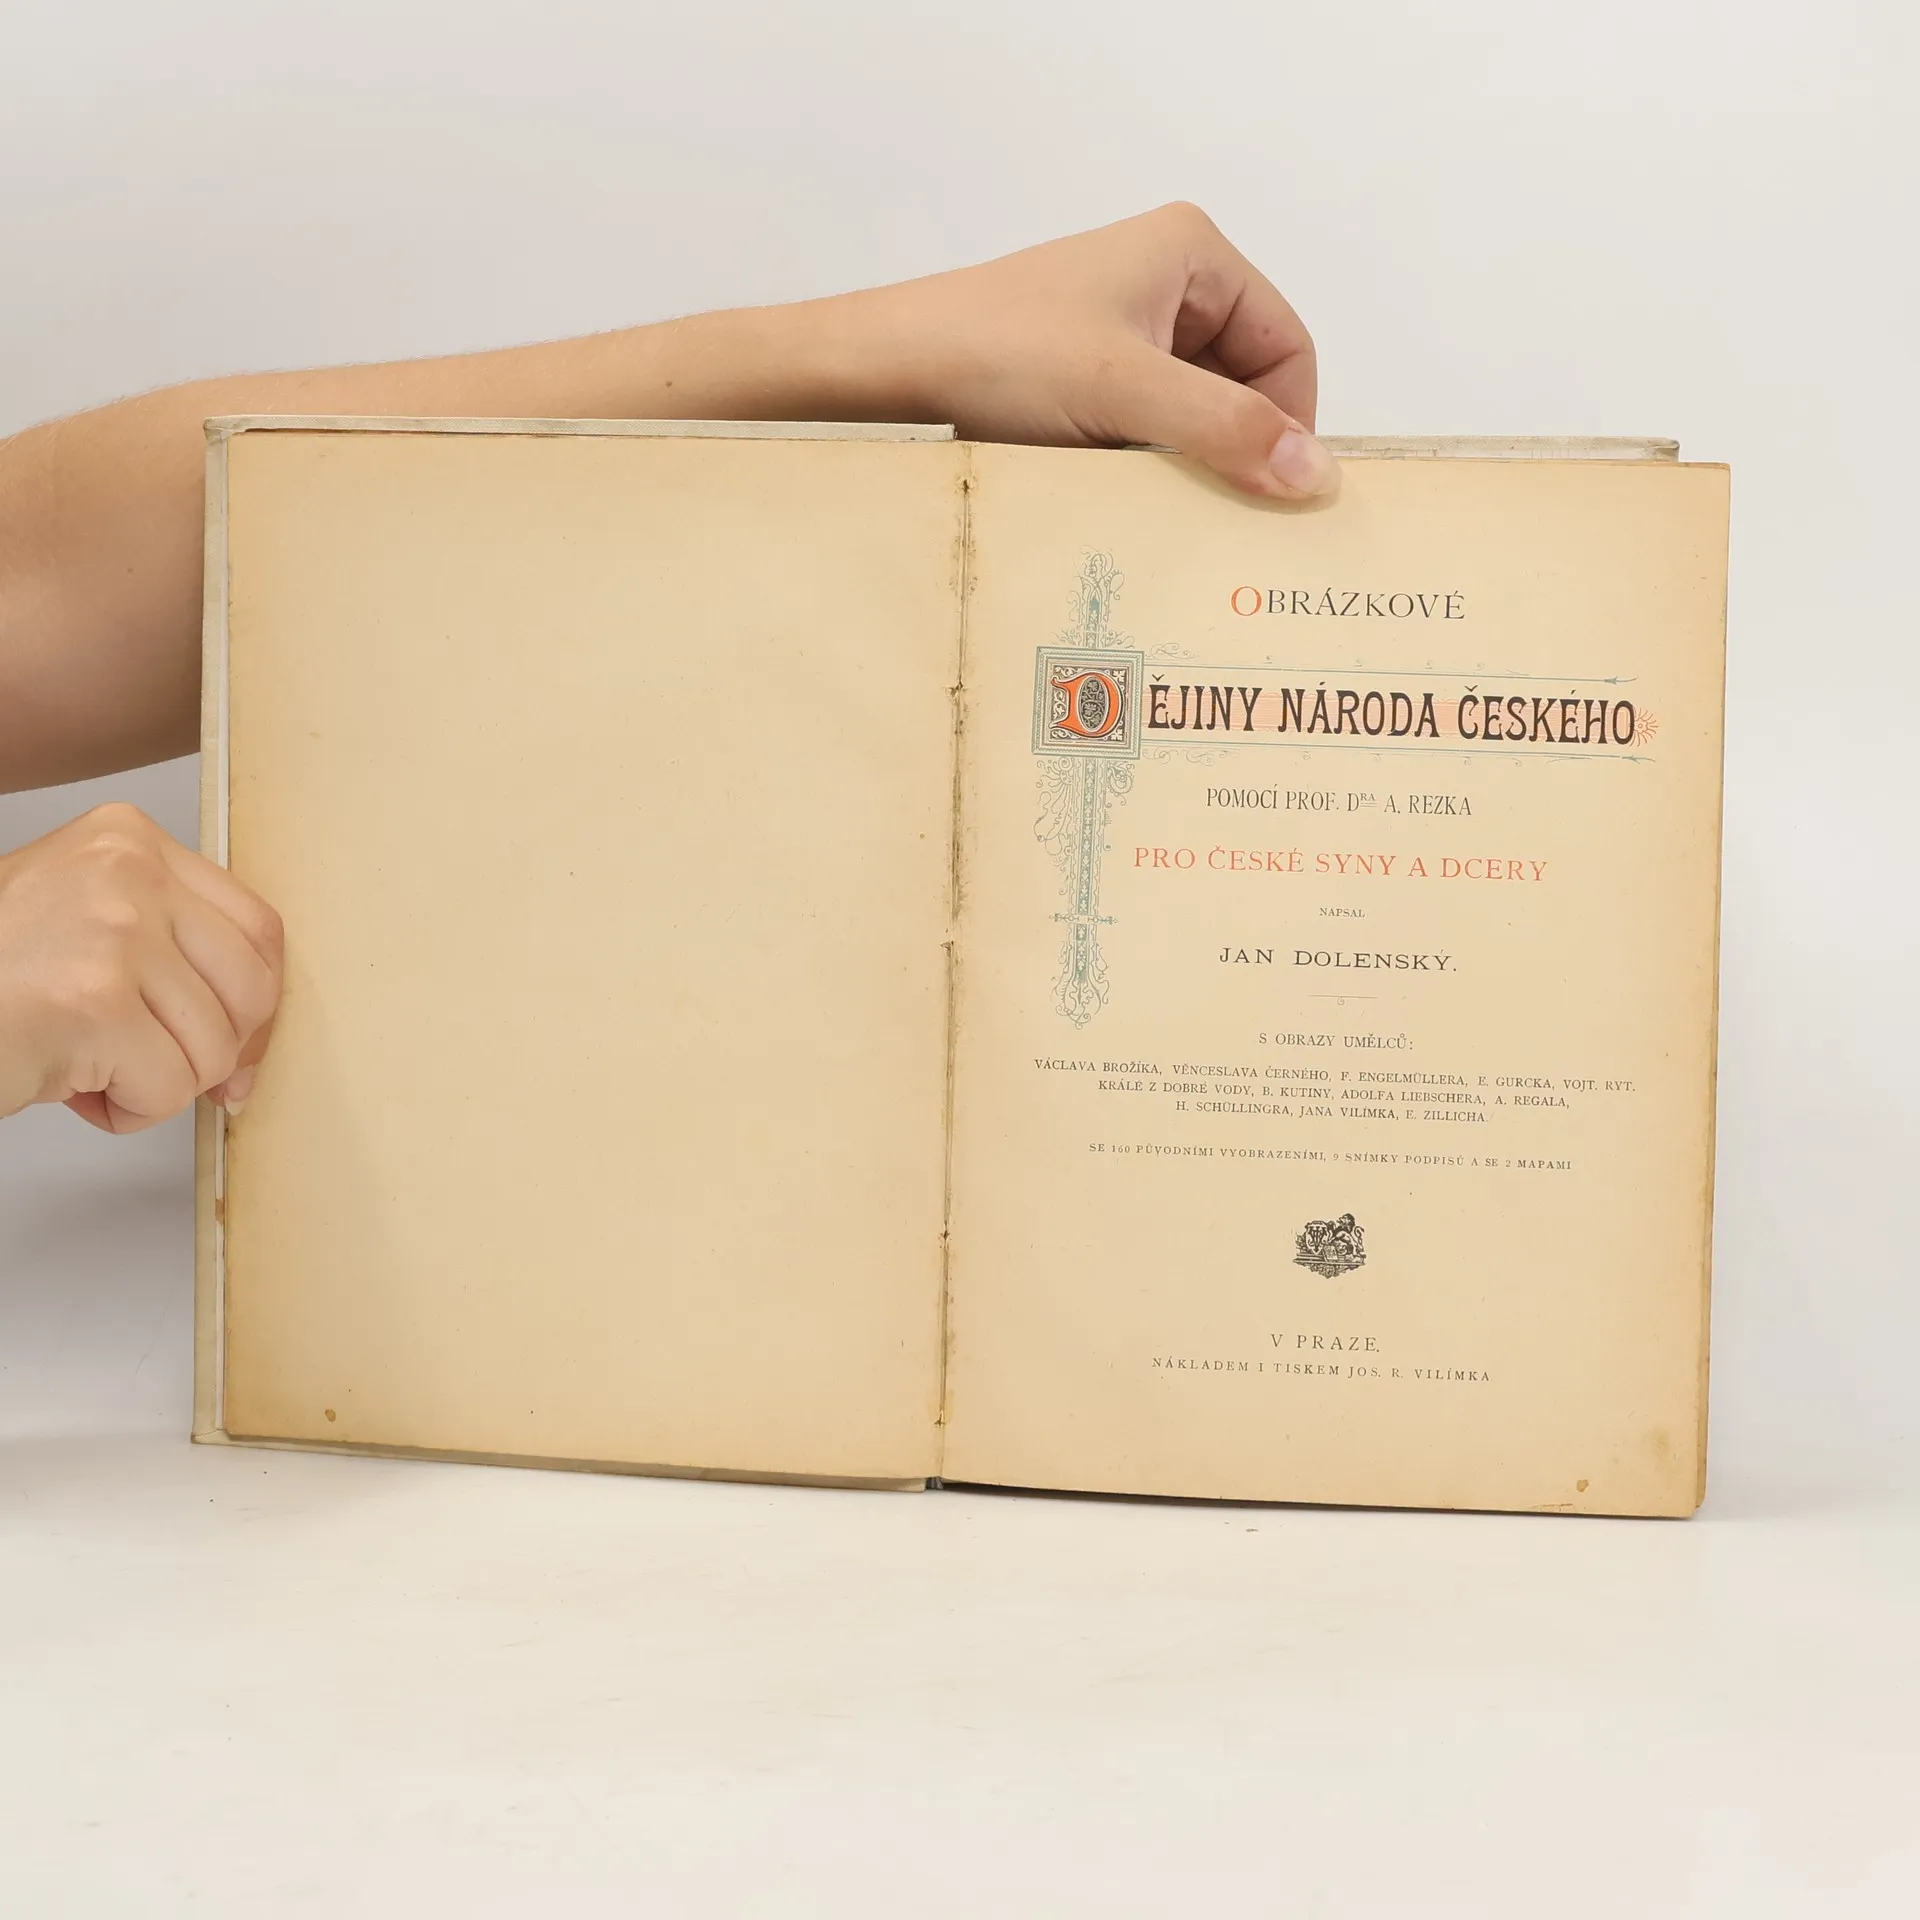 OBRÁZKOVÉ
DĚJINY NÁRODA ČESKÉHO
POMOCÍ PROF. DRA A. REZKA
PRO ČESKÉ SYNY A DCERY
NAPSAL
JAN DOLENSKÝ.
S OBRAZY UMĚLCŮ:
VÁCLAVA BROŽÍKA, VĚNCESLAVA ČERNÉHO, F. ENGELMÜLLERA, E. GURCKA, VOJT. RYT.
KRÁLE Z DOBRÉ VODY, B. KUTINY, ADOLFA LIEBSCHERA, A. REGALA,
H. SCHÜLLINGRA, JANA VILÍMKA, E. ZILLICHA.
SE 160 PŮVODNÍMI VYOBRAZENÍMI, 9 SNÍMKY PODPISŮ A SE 2 MAPAMI
V PRAZE.
NÁKLADEM I TISKEM JOS. R. VILÍMKA